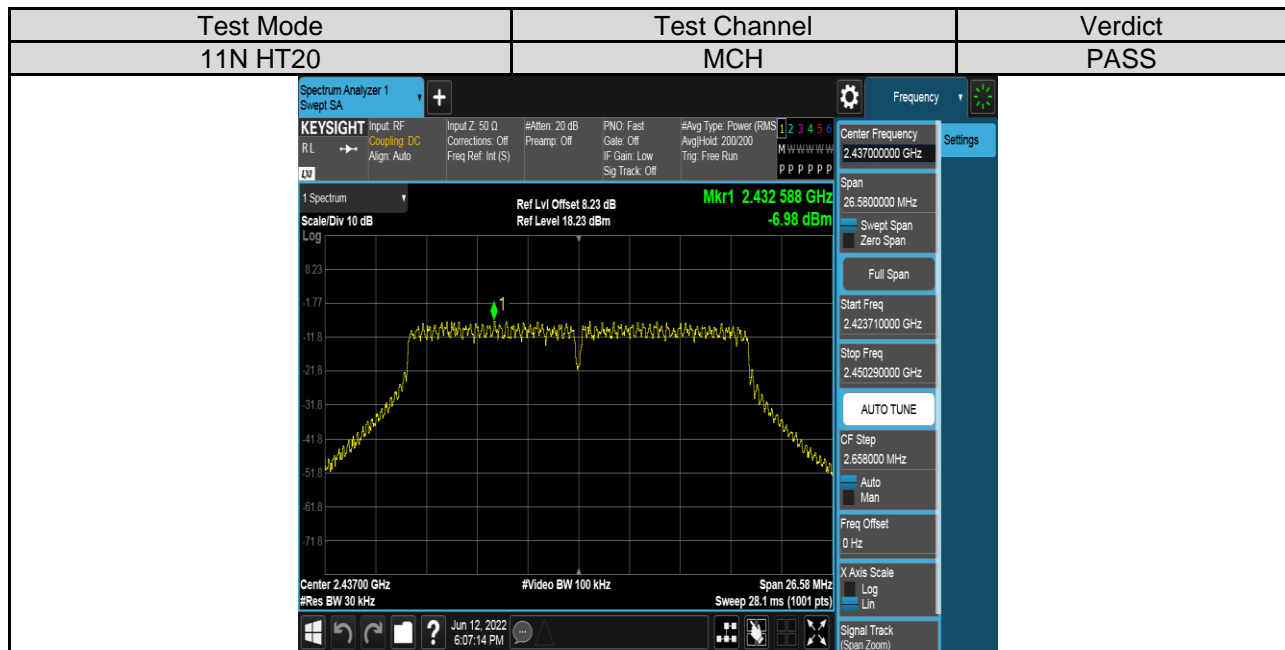 Test Mode Test Channel Verdict
11N HT20 MCH PASS
Spectrum Analyzer 1
Swept SA
+
Frequency
KEYSIGHT Input: RF Input Z: 50 Ω #Atten: 20 dB PNO: Fast #Avg Type: Power (RMS 1 2 3 4 5 6
RL Coupling: DC Corrections: Off Preamp: Off Gate: Off Avg|Hold: 200/200 M W W W W W
Align: Auto Freq Ref: Int (S) IF Gain: Low Trig: Free Run
LXI Sig Track: Off P P P P P P
Center Frequency
2.437000000 GHz
Settings
1 Spectrum
Ref Lvl Offset 8.23 dB
Mkr1 2.432 588 GHz
Scale/Div 10 dB Ref Level 18.23 dBm -6.98 dBm
Log
8.23
-1.77
-11.8
-21.8
-31.8
-41.8
-51.8
-61.8
-71.8
1
Center 2.43700 GHz #Video BW 100 kHz Span 26.58 MHz
#Res BW 30 kHz Sweep 28.1 ms (1001 pts)
Span
26.5800000 MHz
Swept Span
Zero Span
Full Span
Start Freq
2.423710000 GHz
Stop Freq
2.450290000 GHz
AUTO TUNE
CF Step
2.658000 MHz
Auto
Man
Freq Offset
0 Hz
X Axis Scale
Log
Lin
Signal Track
(Span Zoom)
? Jun 12, 2022
6:07:14 PM